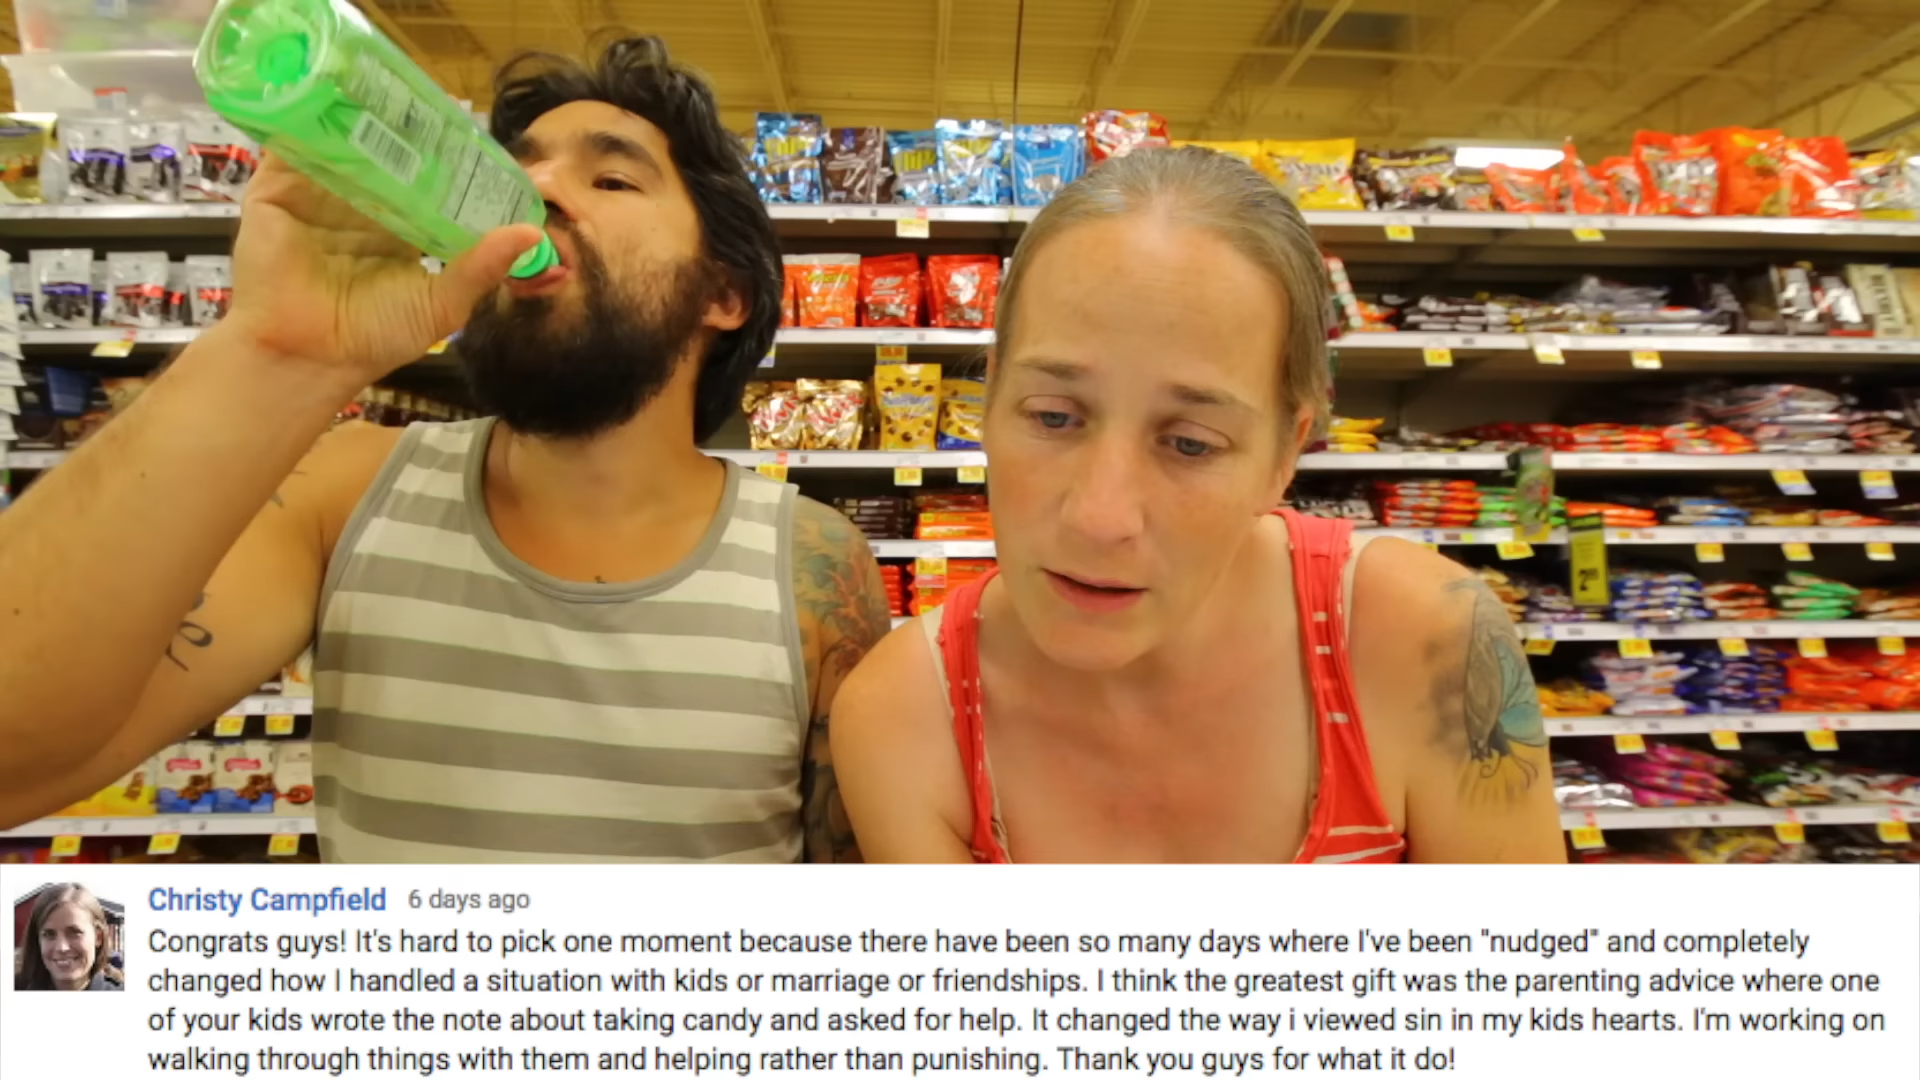 Christy Campfield 6 days ago
Congrats guys! It's hard to pick one moment because there have been so many days where I've been "nudged" and completely
changed how I handled a situation with kids or marriage or friendships. I think the greatest gift was the parenting advice where one
of your kids wrote the note about taking candy and asked for help. It changed the way i viewed sin in my kids hearts. I'm working on
walking through things with them and helping rather than punishing. Thank you guys for what it do!